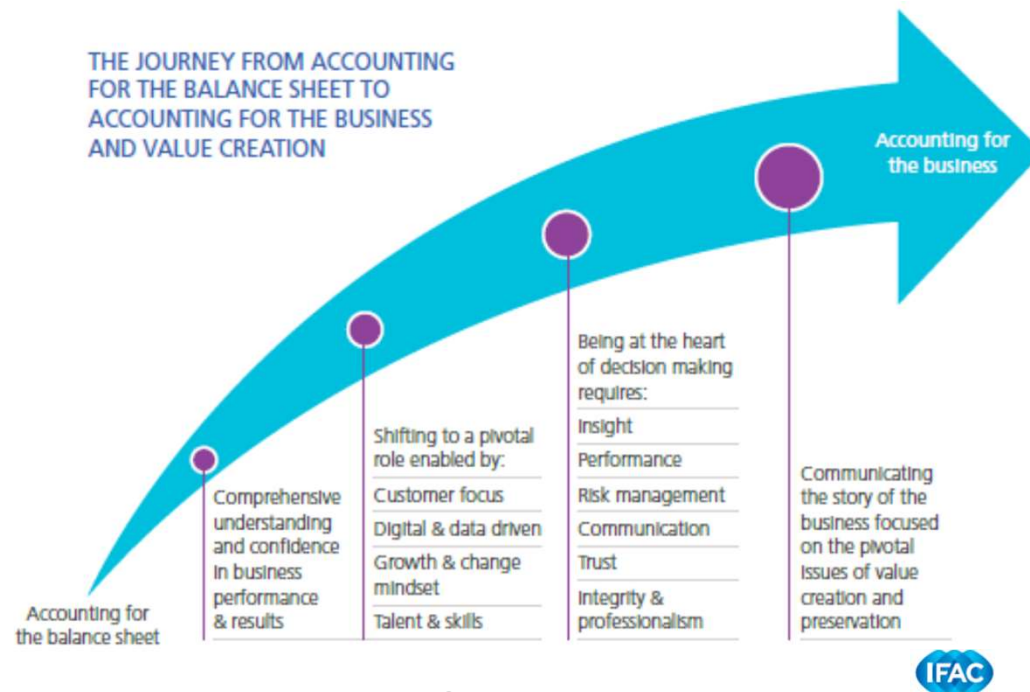 THE JOURNEY FROM ACCOUNTING
FOR THE BALANCE SHEET TO
ACCOUNTING FOR THE BUSINESS
AND VALUE CREATION
Accounting for
the business
Accounting for
the balance sheet
Comprehensive
understanding
and confidence
in business
performance
& results
Shifting to a pivotal
role enabled by:
Customer focus
Digital & data driven
Growth & change
mindset
Talent & skills
Being at the heart
of decision making
requires:
Insight
Performance
Risk management
Communication
Trust
Integrity &
professionalism
Communicating
the story of the
business focused
on the pivotal
issues of value
creation and
preservation
IFAC